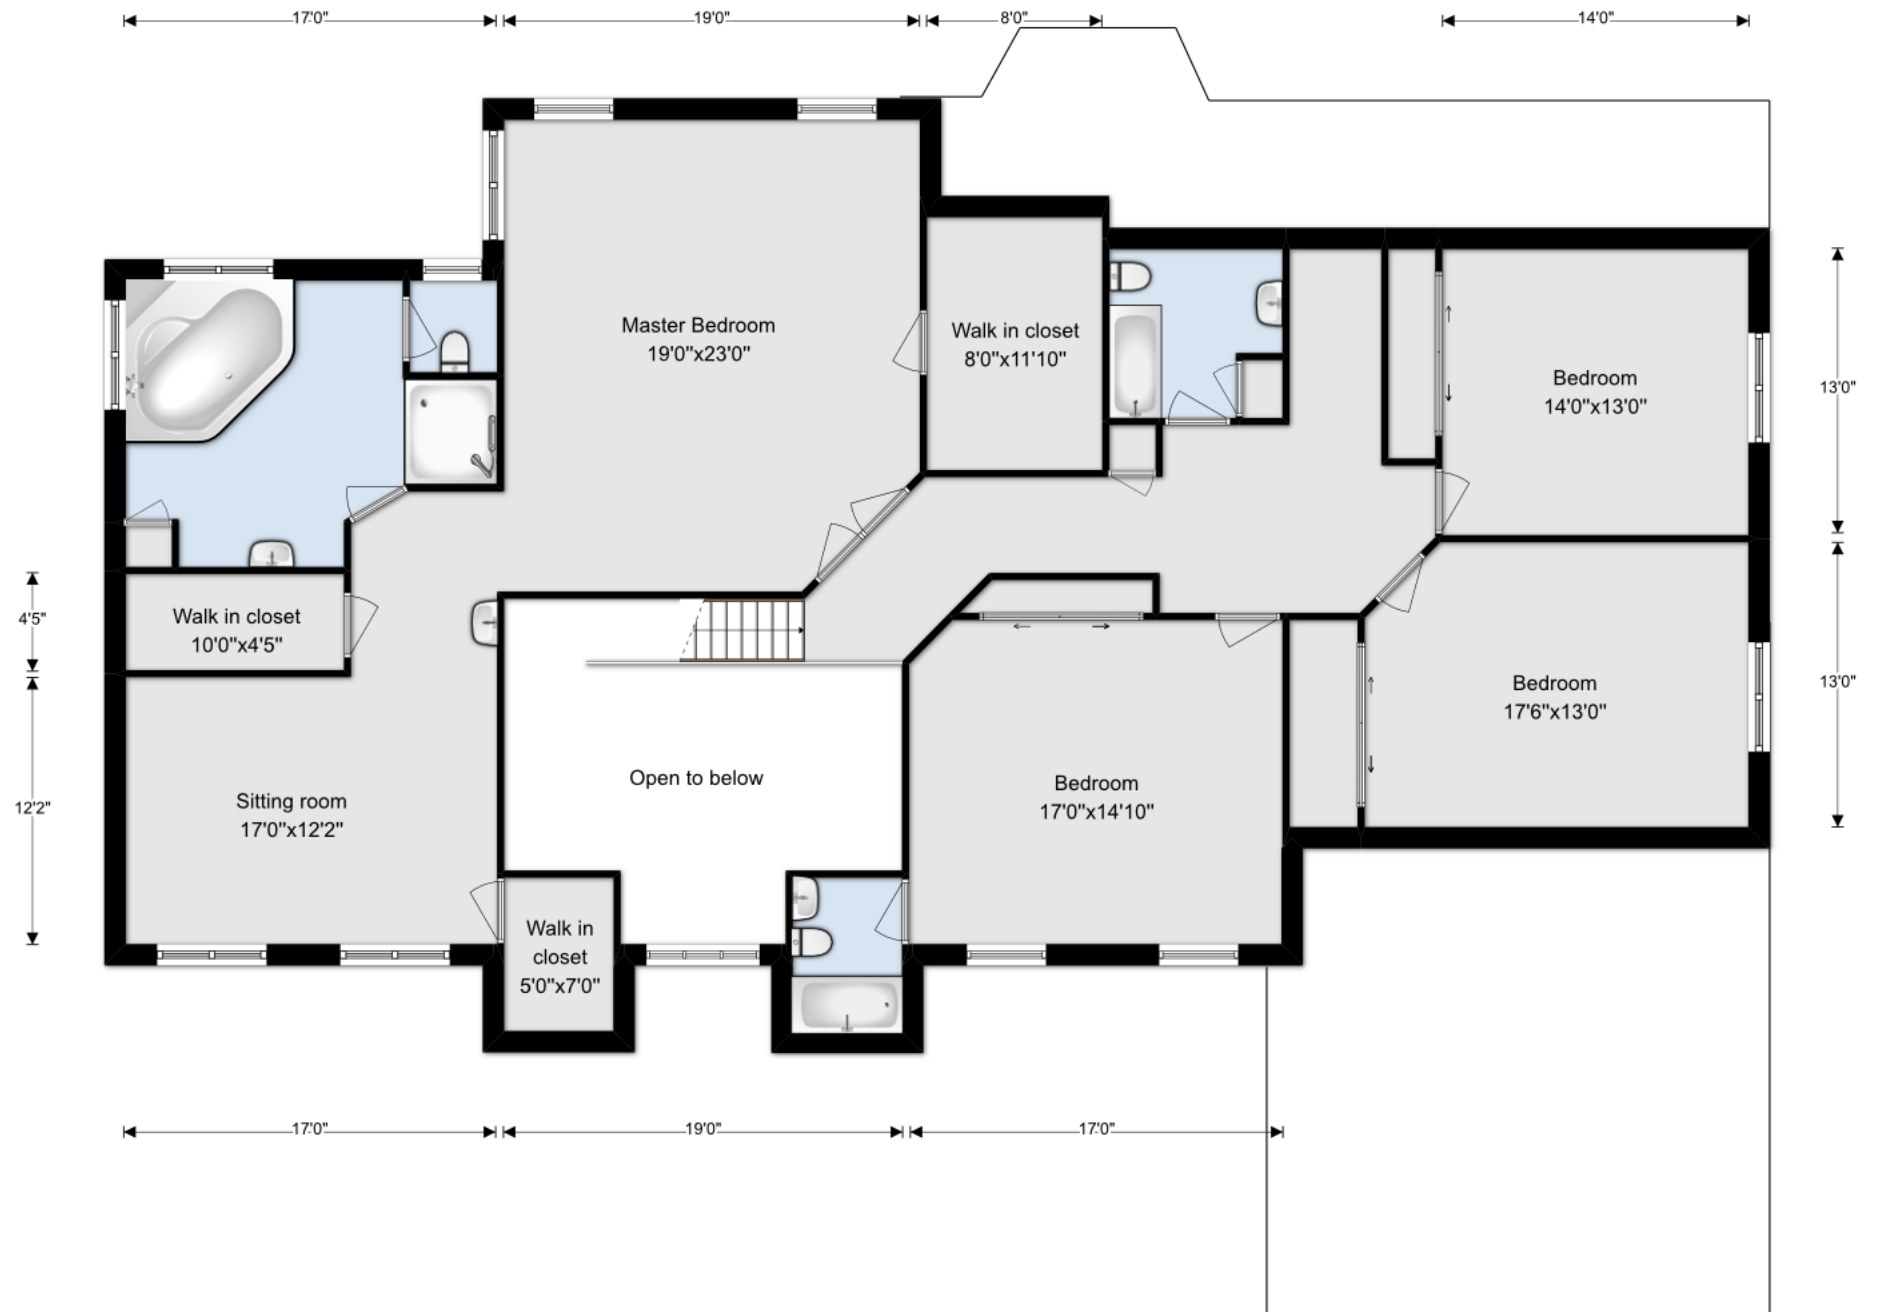 17'0"
19'0"
8'0"
14'0"
Master Bedroom
19'0"x23'0"
Walk in closet
8'0"x11'10"
Bedroom
14'0"x13'0"
13'0"
Walk in closet
10'0"x4'5"
4'5"
Bedroom
17'6"x13'0"
13'0"
Sitting room
17'0"x12'2"
12'2"
Open to below
Bedroom
17'0"x14'10"
Walk in
closet
5'0"x7'0"
17'0"
19'0"
17'0"